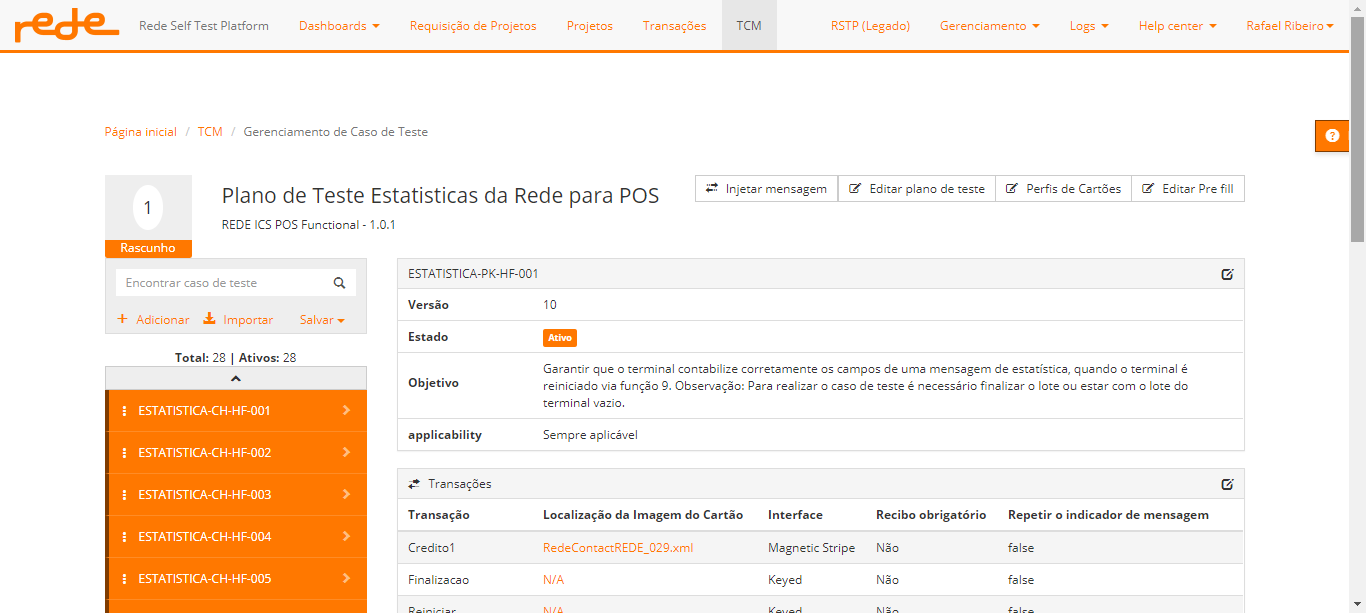 rede Rede Self Test Platform Dashboards Requisição de Projetos Projetos Transações TCM RSTP (Legado) Gerenciamento Logs Help center Rafael Ribeiro
Página inicial / TCM / Gerenciamento de Caso de Teste
?
1
Rascunho
Plano de Teste Estatisticas da Rede para POS
REDE ICS POS Functional - 1.0.1
Injetar mensagem Editar plano de teste Perfis de Cartões Editar Pre fill
Encontrar caso de teste
+ Adicionar Importar Salvar
Total: 28 | Ativos: 28
ESTATISTICA-CH-HF-001
ESTATISTICA-CH-HF-002
ESTATISTICA-CH-HF-003
ESTATISTICA-CH-HF-004
ESTATISTICA-CH-HF-005
ESTATISTICA-PK-HF-001
Versão 10
Estado Ativo
Objetivo Garantir que o terminal contabilize corretamente os campos de uma mensagem de estatística, quando o terminal é
reiniciado via função 9. Observação: Para realizar o caso de teste é necessário finalizar o lote ou estar com o lote do
terminal vazio.
applicability Sempre aplicável
Transações
Transação Localização da Imagem do Cartão Interface Recibo obrigatório Repetir o indicador de mensagem
Credito1 RedeContactREDE_029.xml Magnetic Stripe Não false
Finalizacao N/A Keyed Não false
Reiniciar N/A Keyed Não false